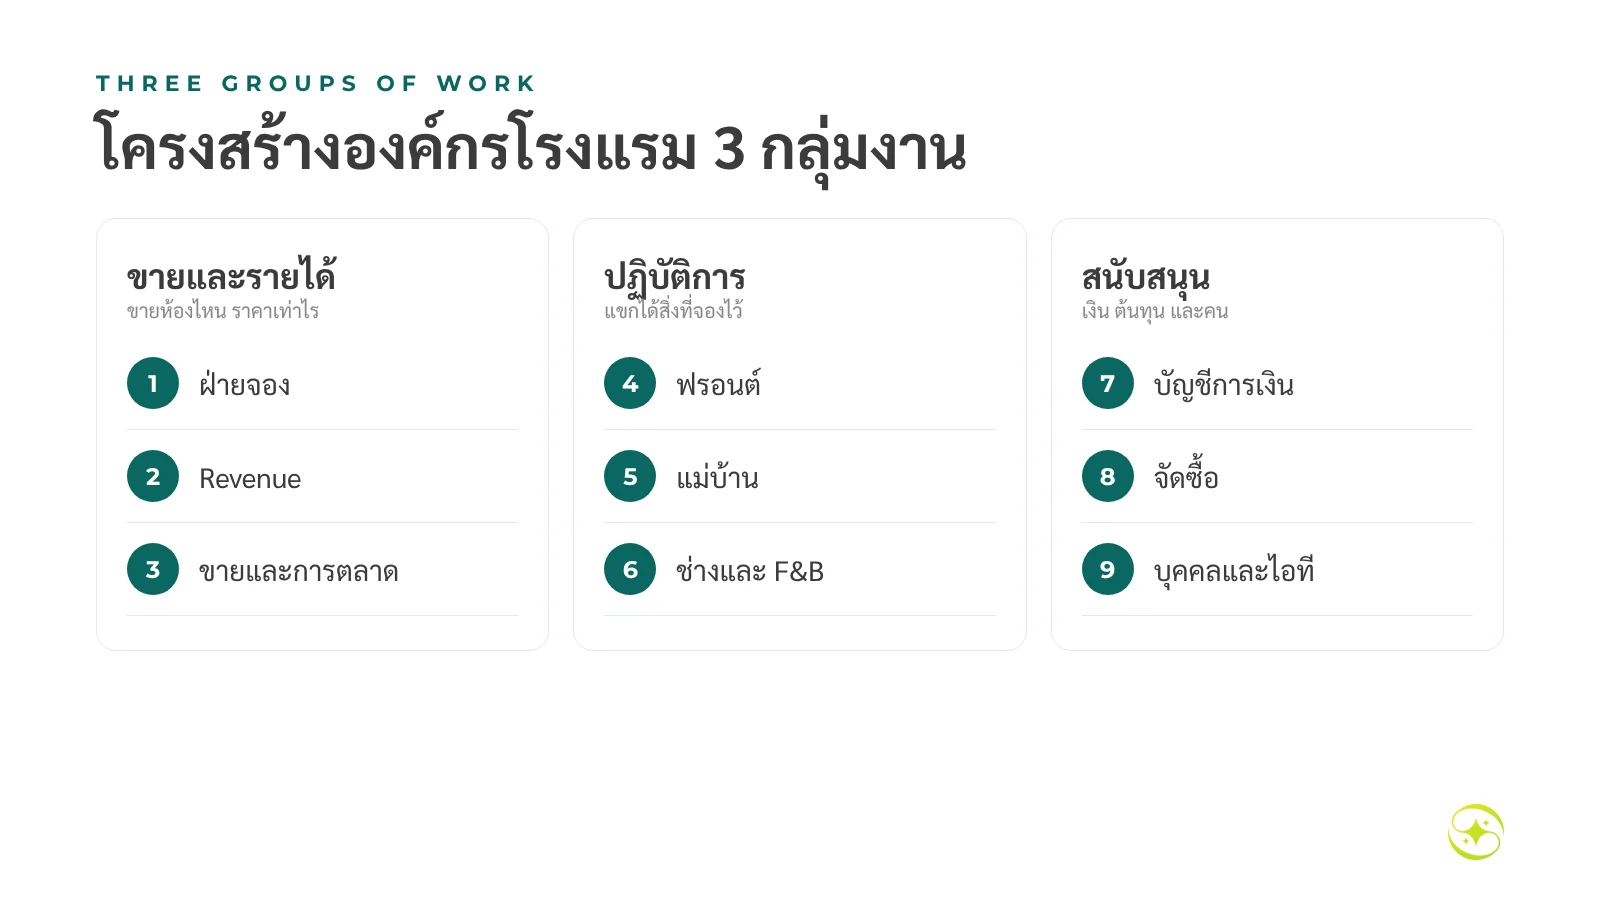 THREE GROUPS OF WORK
โครงสร้างองค์กรโรงแรม 3 กลุ่มงาน
ขายและรายได้
ขายห้องไหน ราคาเท่าไร
1 ฝ่ายจอง
2 Revenue
3 ขายและการตลาด
ปฏิบัติการ
แขกได้สิ่งที่จองไว้
4 ฟรอนต์
5 แม่บ้าน
6 ช่างและ F&B
สนับสนุน
เงิน ต้นทุน และคน
7 บัญชีการเงิน
8 จัดซื้อ
9 บุคคลและไอที